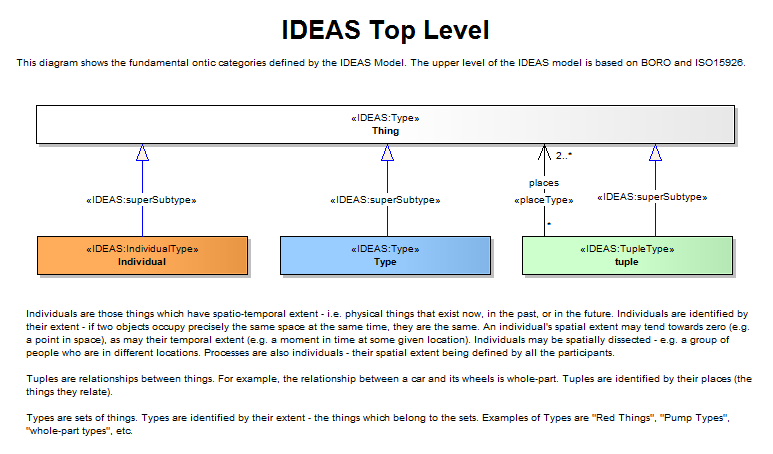 IDEAS Top Level
This diagram shows the fundamental ontic categories defined by the IDEAS Model. The upper level of the IDEAS model is based on BORO and ISO15926.
«IDEAS:Type»
Thing
2..*
places
«IDEAS:superSubtype»
«IDEAS:superSubtype»
«placeType»
«IDEAS:superSubtype»
*
«IDEAS:IndividualType»
Individual
«IDEAS:Type»
Type
«IDEAS:TupleType»
tuple
Individuals are those things which have spatio-temporal extent - i.e. physical things that exist now, in the past, or in the future. Individuals are identified by
their extent - if two objects occupy precisely the same space at the same time, they are the same. An individual's spatial extent may tend towards zero (e.g.
a point in space), as may their temporal extent (e.g. a moment in time at some given location). Individuals may be spatially dissected - e.g. a group of
people who are in different locations. Processes are also individuals - their spatial extent being defined by all the participants.
Tuples are relationships between things. For example, the relationship between a car and its wheels is whole-part. Tuples are identified by their places (the
things they relate).
Types are sets of things. Types are identified by their extent - the things which belong to the sets. Examples of Types are "Red Things", "Pump Types",
"whole-part types", etc.